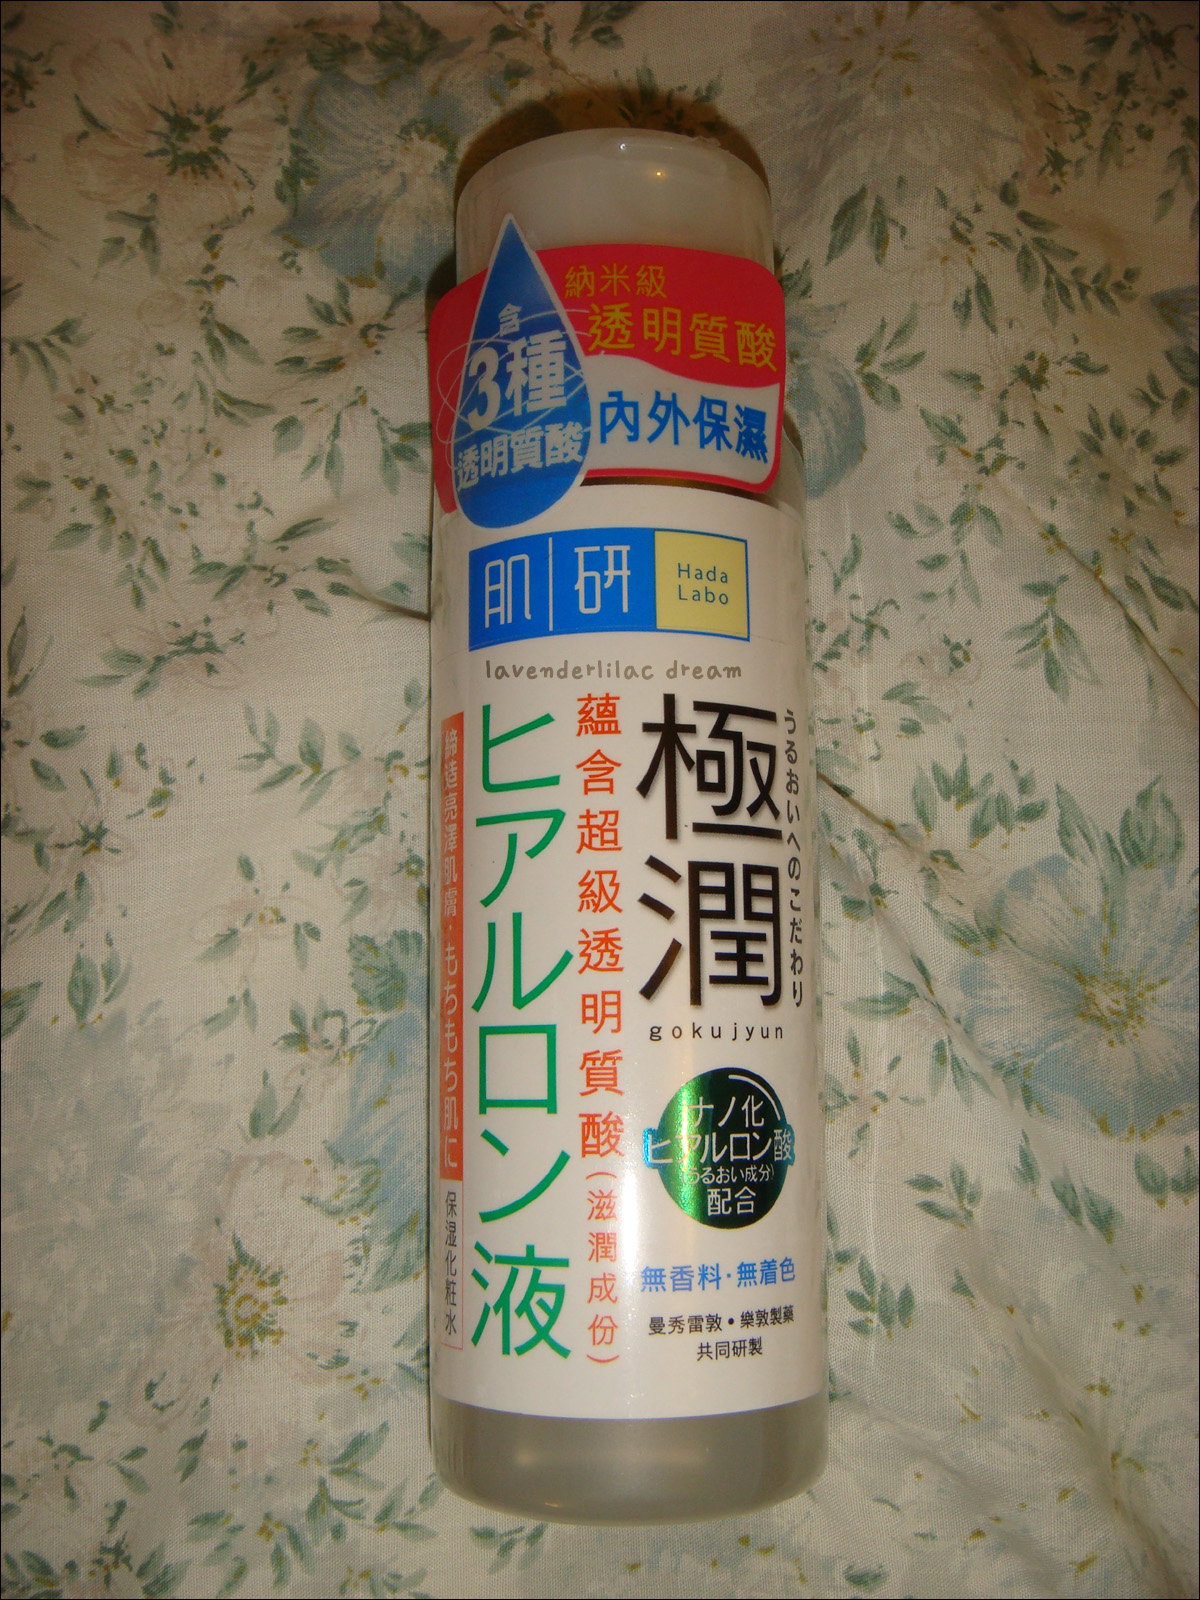 納米級
透明質酸
內外保濕
含
3種
透明質酸
肌研
Hada
Labo
lavenderlilac dream
うるおいへのこだわり
極潤
gokujyun
蘊含超級透明質酸(滋潤成份)
ヒアルロン液
締造亮澤肌膚・もちもち肌に
保湿化粧水
ナノ化
ヒアルロン酸
(うるおい成分)
配合
無香料・無着色
曼秀雷敦・樂敦製藥
共同研製